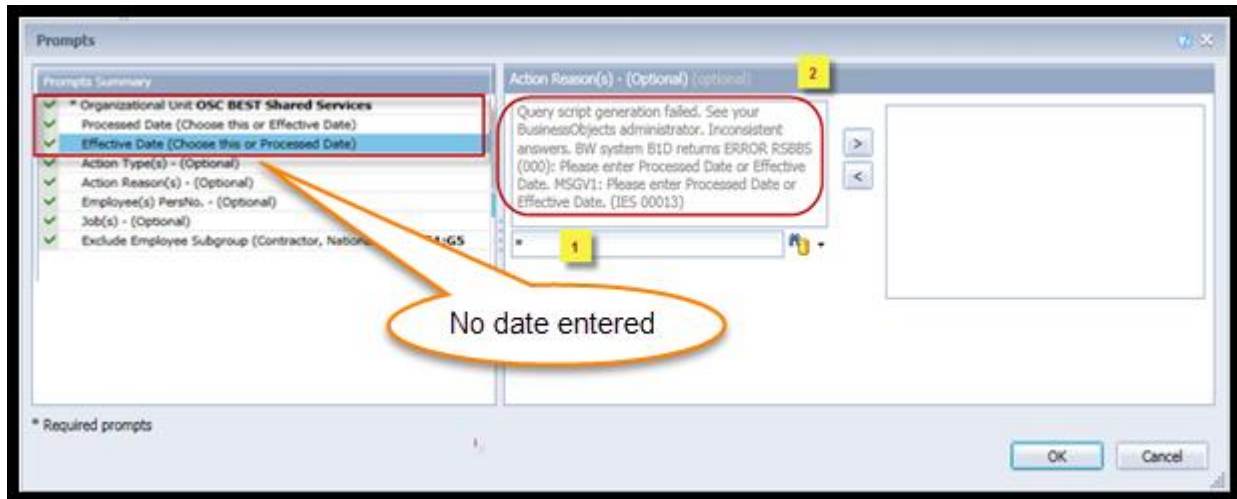 Prompts
Prompts Summary
* Organizational Unit OSC BEST Shared Services
Processed Date (Choose this or Effective Date)
Effective Date (Choose this or Processed Date)
Action Type(s) - (Optional)
Action Reason(s) - (Optional)
Employee(s) PersNo. - (Optional)
Job(s) - (Optional)
Exclude Employee Subgroup (Contractor, National
Action Reason(s) - (Optional) (optional)
2
Query script generation failed. See your
BusinessObjects administrator. Inconsistent
answers. BW system B1D returns ERROR RSBBS
(000): Please enter Processed Date or Effective
Date. MSGV1: Please enter Processed Date or
Effective Date. (IES 00013)
>
<
*
1
No date entered
* Required prompts
OK
Cancel